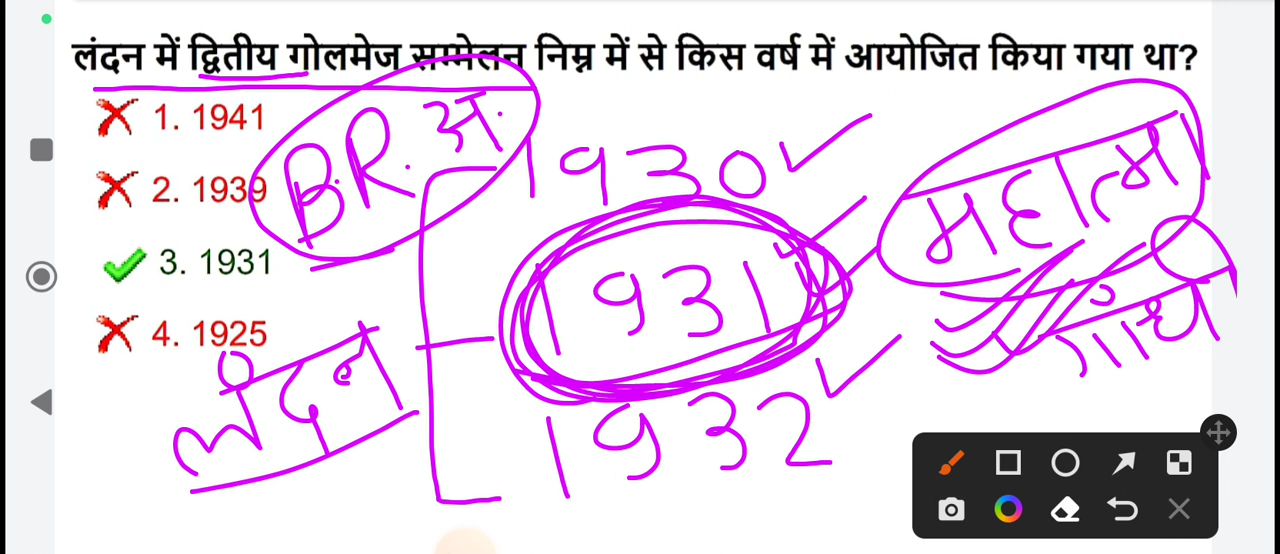 लंदन में द्वितीय गोलमेज सम्मेलन निम्न में से किस वर्ष में आयोजित किया गया था?
1. 1941
2. 1939
3. 1931
4. 1925
B.R. अ.
1930
1931
1932
लंदन
महात्मा
गांधी